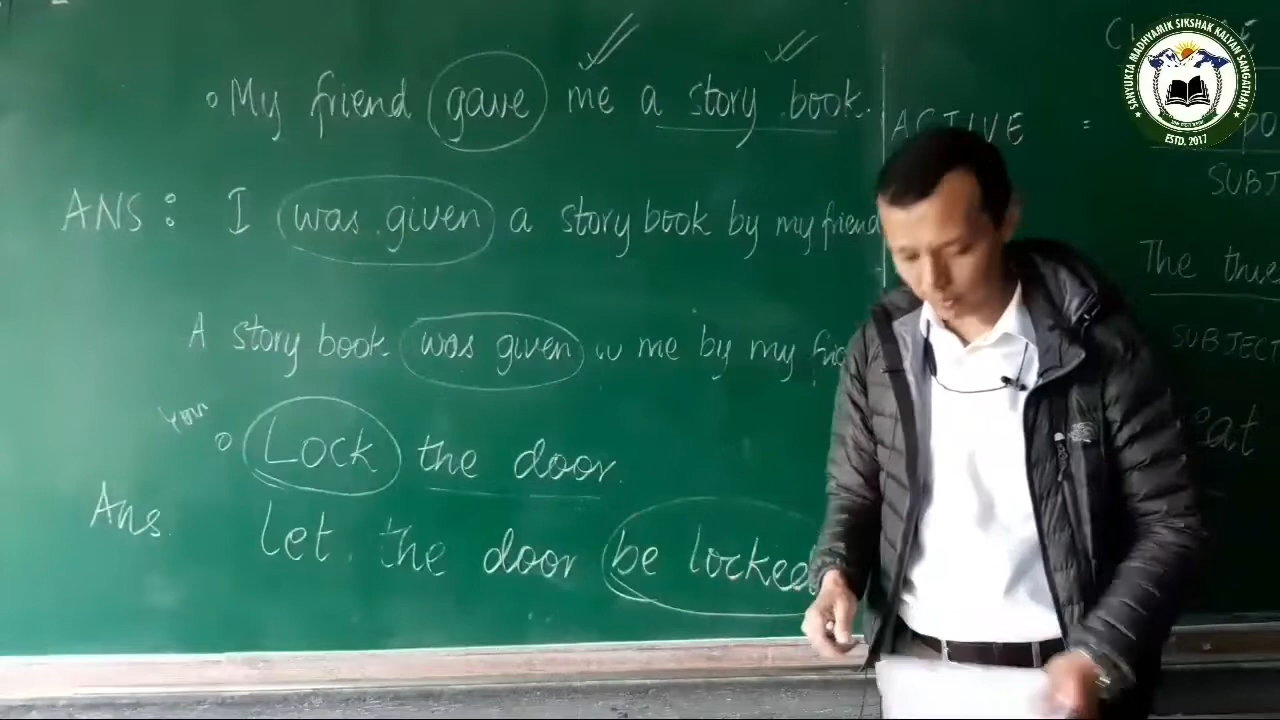 My friend gave me a story book.
ANS: I was given a story book by my friend
A story book was given me by my
You
Lock the door.
Ans. Let the door be locked
ACTIVE =
SUBJ
The
SUBJECT
SANYUKTA MADHYAMIK SIKSHAK KALYAN SANGATHAN
ESTD. 2017